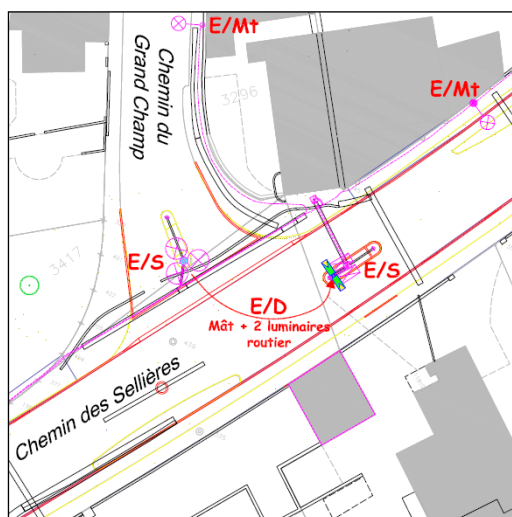 E/Mt
Chemin du
Grand Champ
3296
E/Mt
3417
E/S
E/S
E/D
Mât + 2 luminaires
routier
Chemin des Sellières